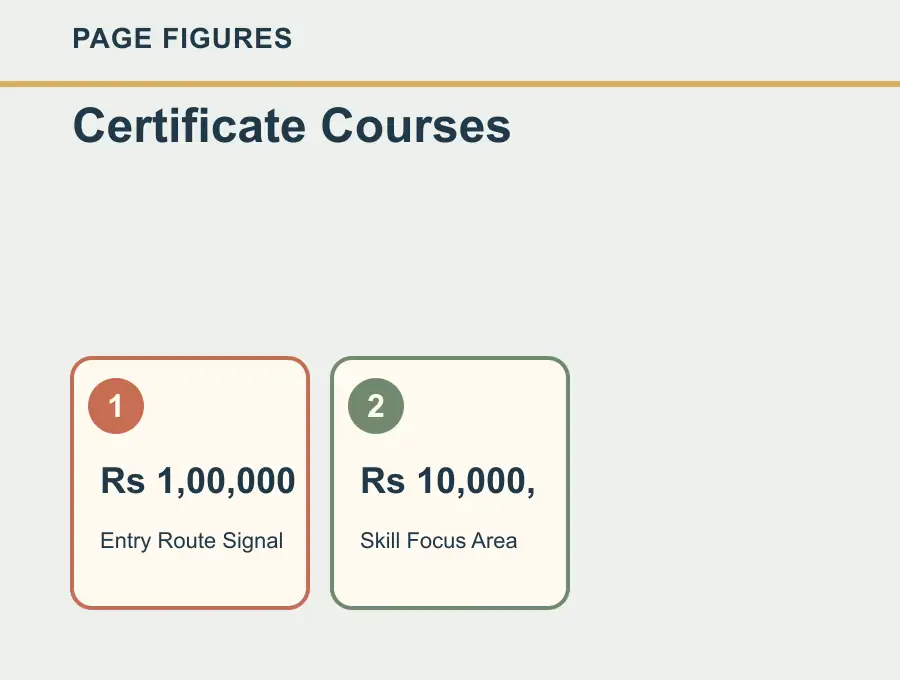 PAGE FIGURES
Certificate Courses
1
Rs 1,00,000
Entry Route Signal
2
Rs 10,000,
Skill Focus Area